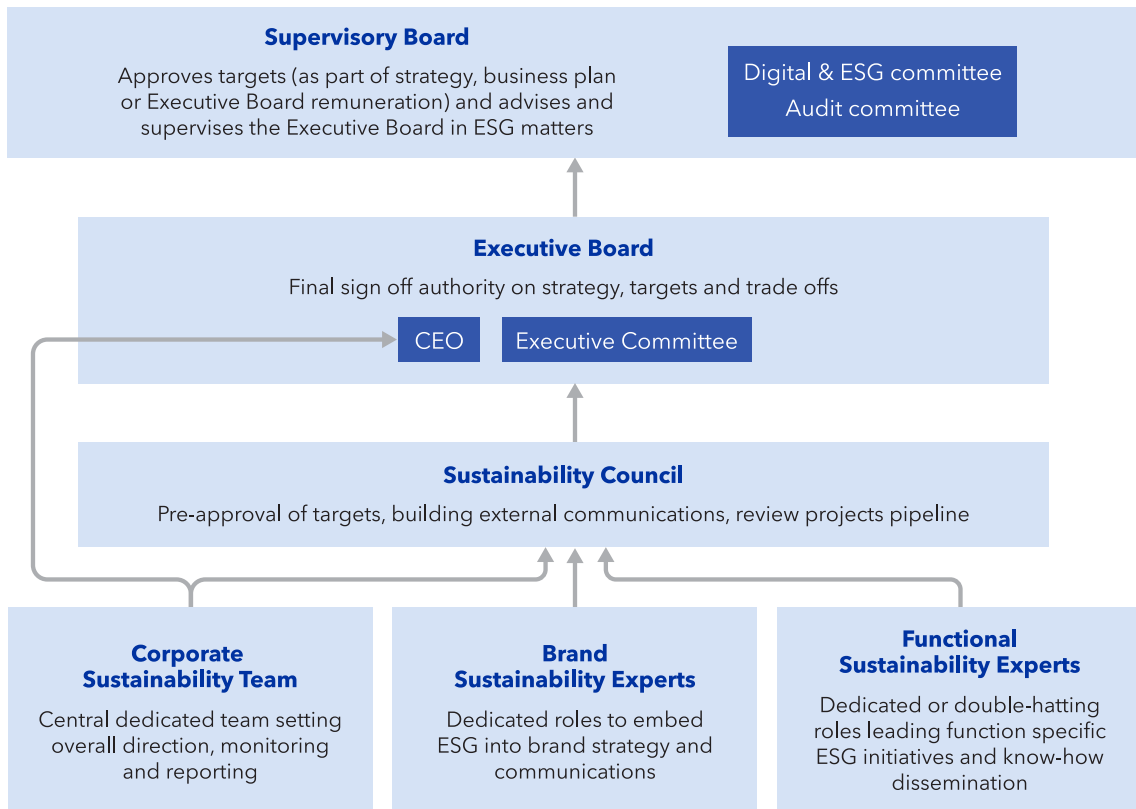 Supervisory Board
Approves targets (as part of strategy, business plan
or Executive Board remuneration) and advises and
supervises the Executive Board in ESG matters
Digital & ESG committee
Audit committee
Executive Board
Final sign off authority on strategy, targets and trade offs
CEO
Executive Committee
Sustainability Council
Pre-approval of targets, building external communications, review projects pipeline
Corporate
Sustainability Team
Central dedicated team setting
overall direction, monitoring
and reporting
Brand
Sustainability Experts
Dedicated roles to embed
ESG into brand strategy and
communications
Functional
Sustainability Experts
Dedicated or double-hatting
roles leading function specific
ESG initiatives and know-how
dissemination